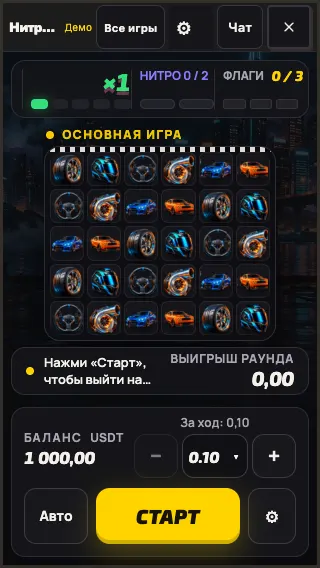 Нитр... Демо Все игры Чат
×1 НИТРО 0 / 2 ФЛАГИ 0 / 3
ОСНОВНАЯ ИГРА
Нажми «Старт»,
чтобы выйти на...
ВЫИГРЫШ РАУНДА
0,00
За ход: 0,10
БАЛАНС USDT
1 000,00
− 0.10 +
Авто СТАРТ